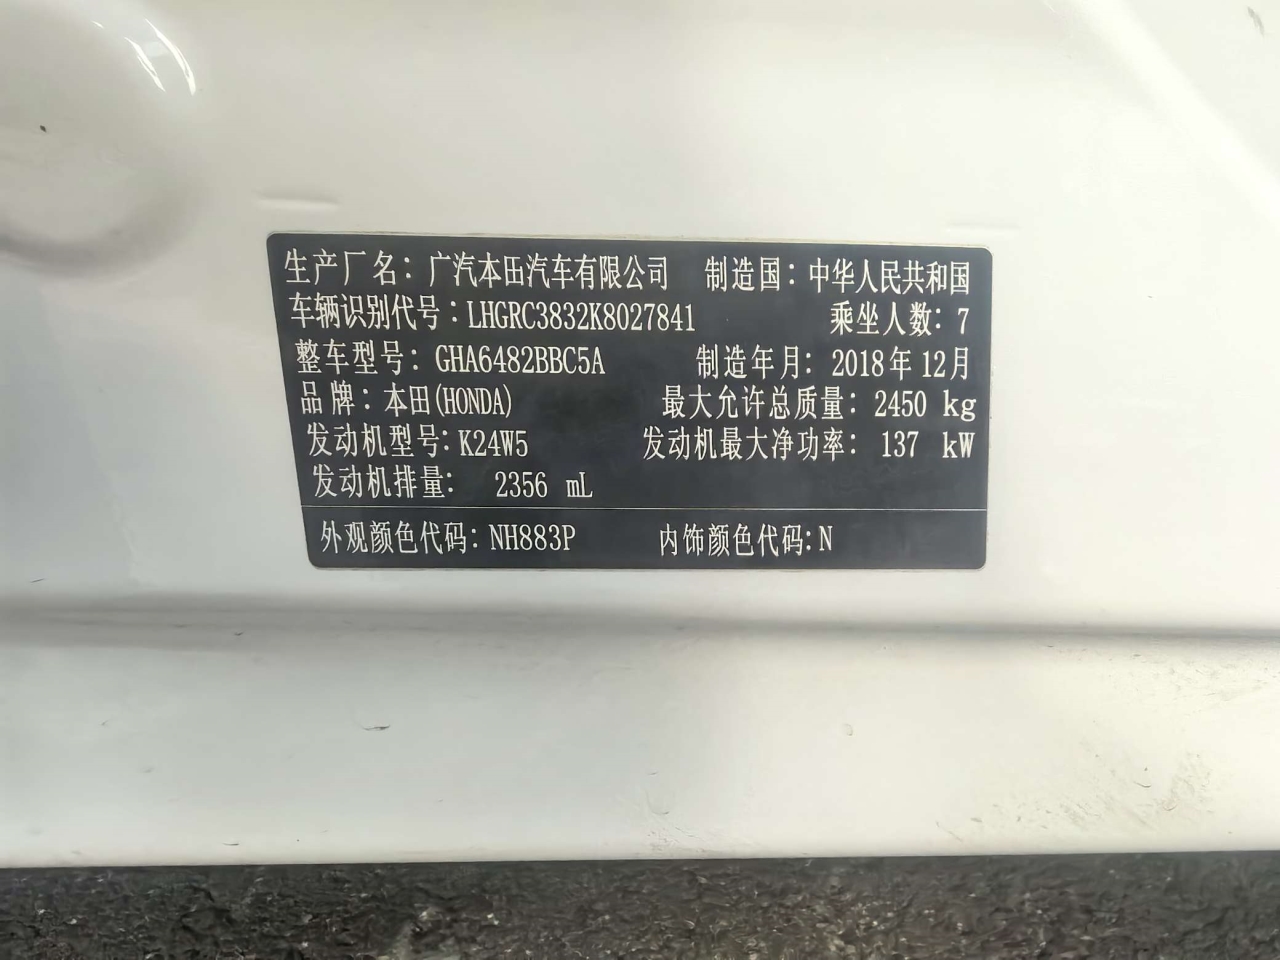 生产厂名：广汽本田汽车有限公司 制造国：中华人民共和国
车辆识别代号：LHGRC3832K8027841 乘坐人数：7
整车型号：GHA6482BBC5A 制造年月：2018年12月
品牌：本田(HONDA) 最大允许总质量：2450 kg
发动机型号：K24W5 发动机最大净功率：137 kW
发动机排量： 2356 mL
外观颜色代码：NH883P 内饰颜色代码：N